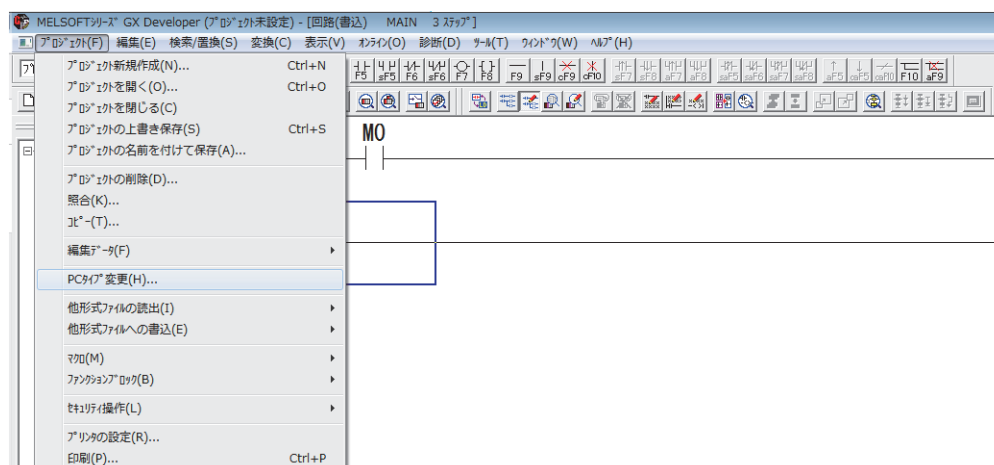 MELSOFTｼﾘｰｽﾞ GX Developer (ﾌﾟﾛｼﾞｪｸﾄ未設定) - [回路(書込) MAIN 3 ｽﾃｯﾌﾟ]
ﾌﾟﾛｼﾞｪｸﾄ(F) 編集(E) 検索/置換(S) 変換(C) 表示(V) ｵﾝﾗｲﾝ(O) 診断(D) ﾂｰﾙ(T) ｳｨﾝﾄﾞｳ(W) ﾍﾙﾌﾟ(H)
F5 sF5 F6 sF6 F7 F8 F9 sF9 cF9 cF10 sF7 sF8 aF7 aF8 saF5 saF6 saF7 saF8 aF5 caF5 caF10 F10 aF9
ﾌﾟﾛｼﾞｪｸﾄ新規作成(N)... Ctrl+N
ﾌﾟﾛｼﾞｪｸﾄを開く(O)... Ctrl+O
ﾌﾟﾛｼﾞｪｸﾄを閉じる(C)
ﾌﾟﾛｼﾞｪｸﾄの上書き保存(S) Ctrl+S
ﾌﾟﾛｼﾞｪｸﾄの名前を付けて保存(A)...
M0
ﾌﾟﾛｼﾞｪｸﾄの削除(D)...
照合(K)...
ｺﾋﾟｰ(T)...
編集ﾃﾞｰﾀ(F)
PCﾀｲﾌﾟ変更(H)...
他形式ﾌｧｲﾙの読出(I)
他形式ﾌｧｲﾙへの書込(E)
ﾏｸﾛ(M)
ﾌｧﾝｸｼｮﾝﾌﾞﾛｯｸ(B)
ｾｷｭﾘﾃｨ操作(L)
ﾌﾟﾘﾝﾀの設定(R)...
印刷(P)... Ctrl+P